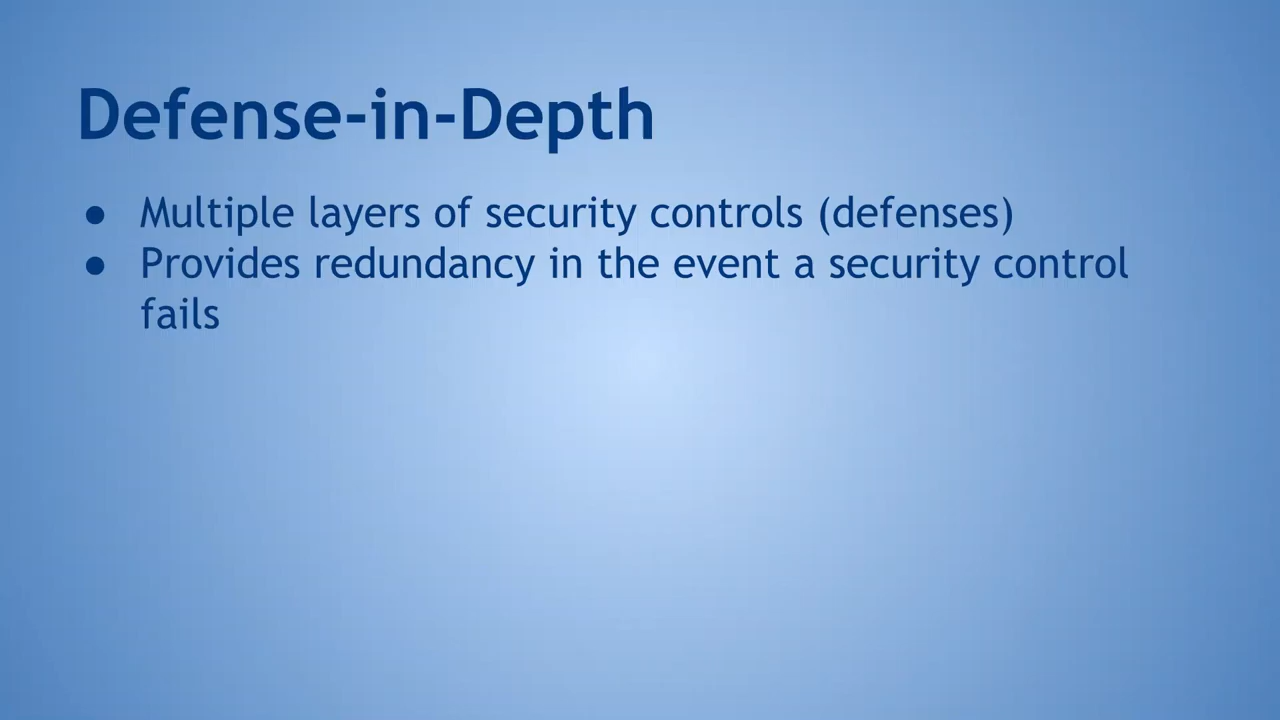 Defense-in-Depth
● Multiple layers of security controls (defenses)
● Provides redundancy in the event a security control
fails